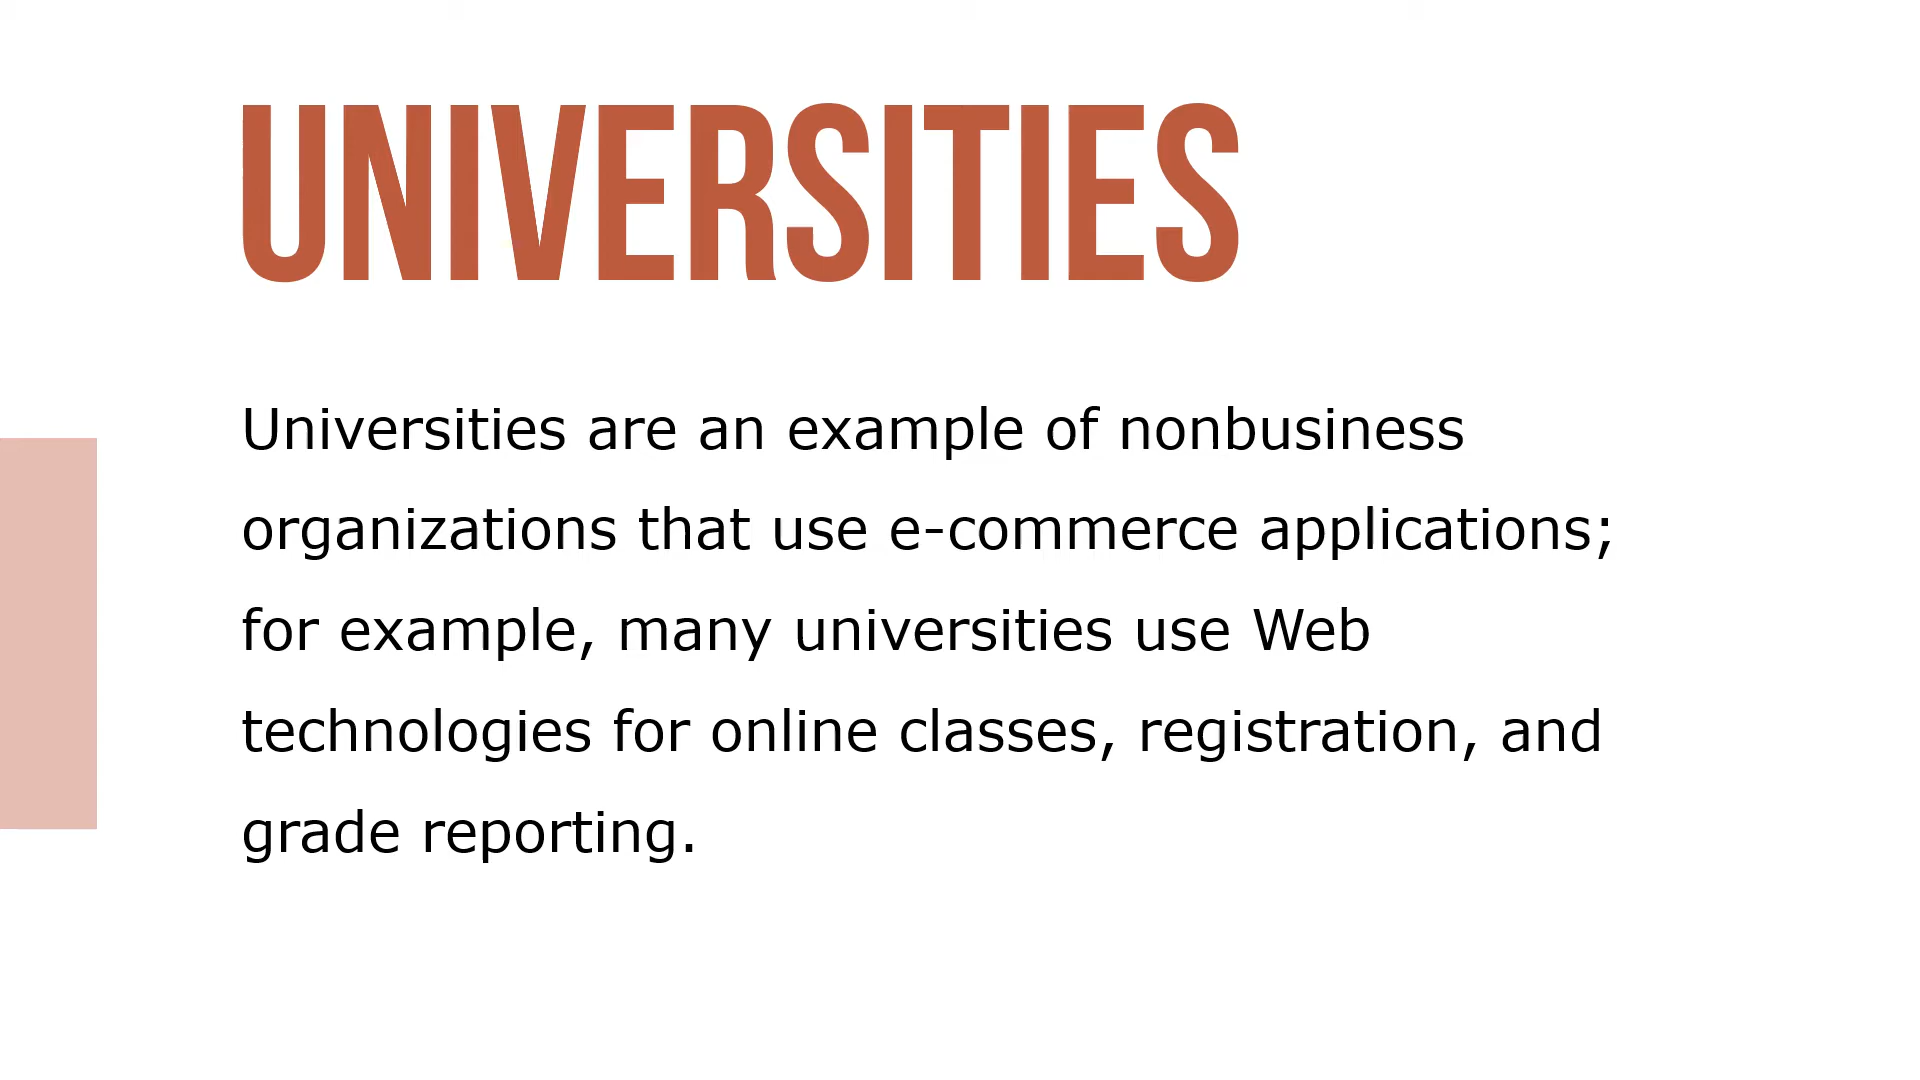 UNIVERSITIES
Universities are an example of nonbusiness
organizations that use e-commerce applications;
for example, many universities use Web
technologies for online classes, registration, and
grade reporting.